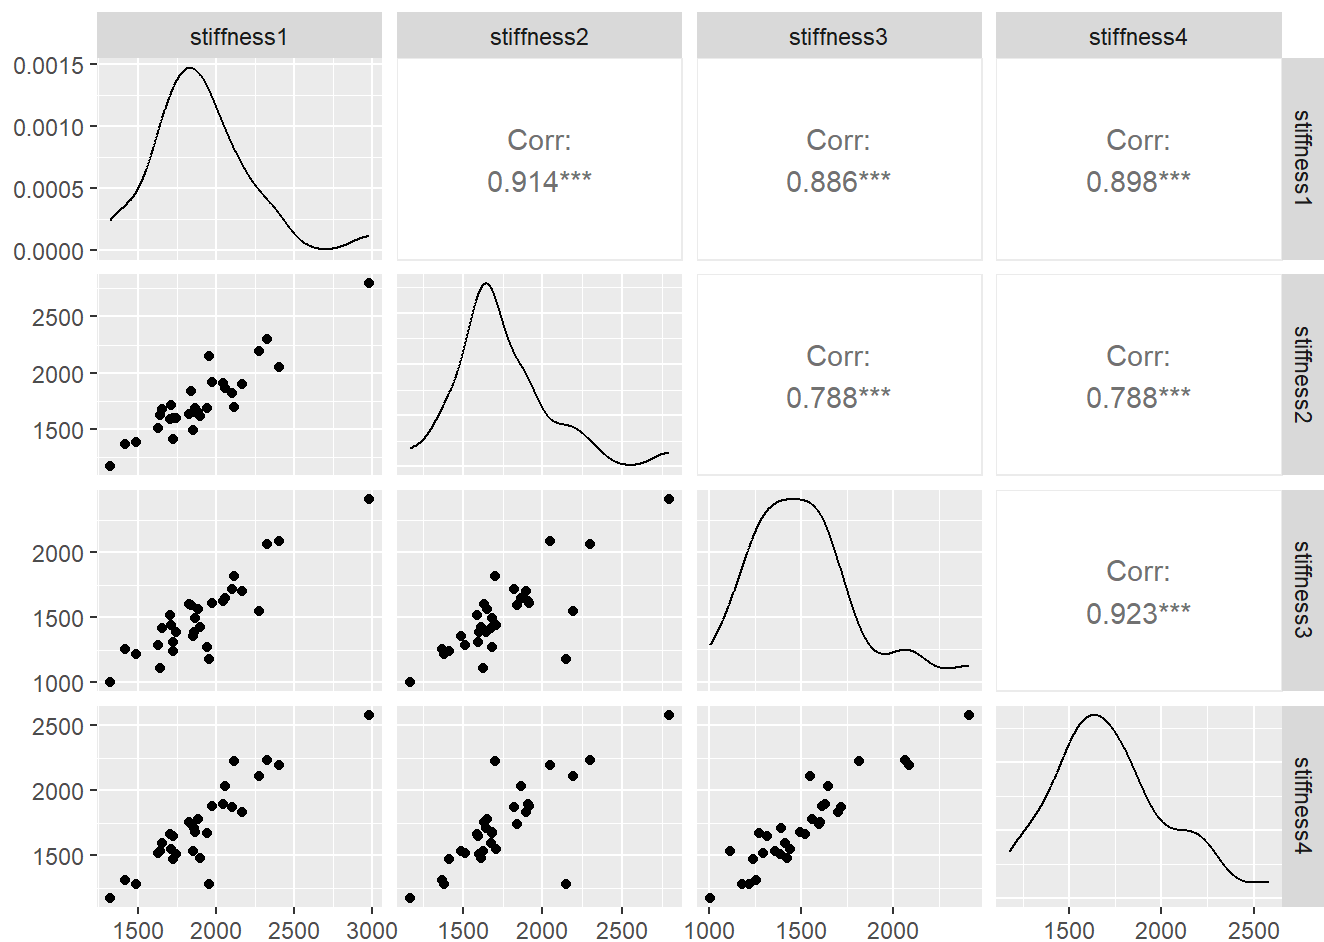 stiffness1 stiffness2 stiffness3 stiffness4
0.0015
0.0010
0.0005
0.0000
Corr:
0.914***
Corr:
0.886***
Corr:
0.898***
stiffness1
2500
2000
1500
Corr:
0.788***
Corr:
0.788***
stiffness2
2000
1500
1000
Corr:
0.923***
stiffness3
2500
2000
1500
stiffness4
1500 2000 2500 3000 1500 2000 2500 1000 1500 2000 1500 2000 2500